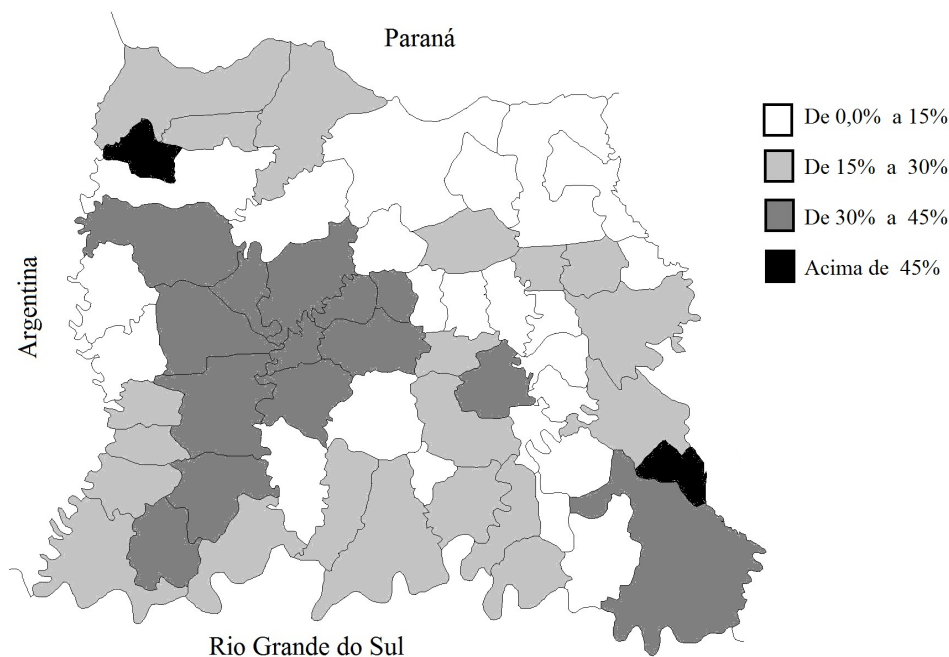 Paraná
De 0,0% a 15%
De 15% a 30%
De 30% a 45%
Acima de 45%
Argentina
Rio Grande do Sul